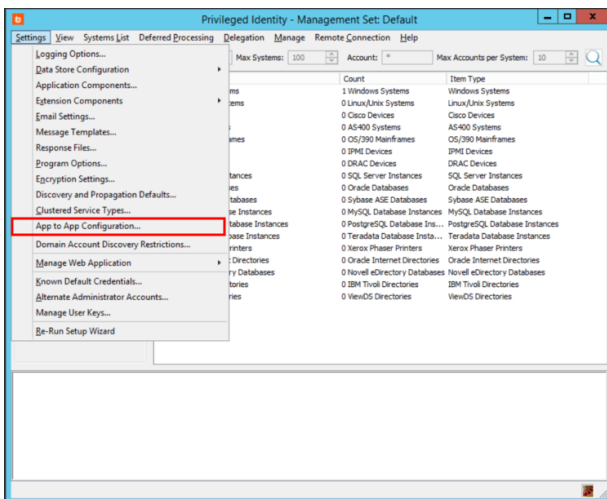 Privileged Identity - Management Set: Default
Settings View Systems List Deferred Processing Delegation Manage Remote Connection Help
Max Systems: 100 Account: * Max Accounts per System: 10
Logging Options...
Data Store Configuration
Application Components...
Extension Components
Email Settings...
Message Templates...
Response Files...
Program Options...
Encryption Settings...
Discovery and Propagation Defaults...
Clustered Service Types...
App to App Configuration...
Domain Account Discovery Restrictions...
Manage Web Application
Known Default Credentials...
Alternate Administrator Accounts...
Manage User Keys...
Re-Run Setup Wizard
Count Item Type
1 Windows Systems Windows Systems
0 Linux/Unix Systems Linux/Unix Systems
0 Cisco Devices Cisco Devices
0 AS400 Systems AS400 Systems
0 OS/390 Mainframes OS/390 Mainframes
0 IPMI Devices IPMI Devices
0 DRAC Devices DRAC Devices
0 SQL Server Instances SQL Server Instances
0 Oracle Databases Oracle Databases
0 Sybase ASE Databases Sybase ASE Databases
0 MySQL Database Instances MySQL Database Instances
0 PostgreSQL Database Ins... PostgreSQL Database Instances
0 Teradata Database Insta... Teradata Database Instances
0 Xerox Phaser Printers Xerox Phaser Printers
0 Oracle Internet Directories Oracle Internet Directories
0 Novell eDirectory Databases Novell eDirectory Databases
0 IBM Tivoli Directories IBM Tivoli Directories
0 ViewDS Directories ViewDS Directories